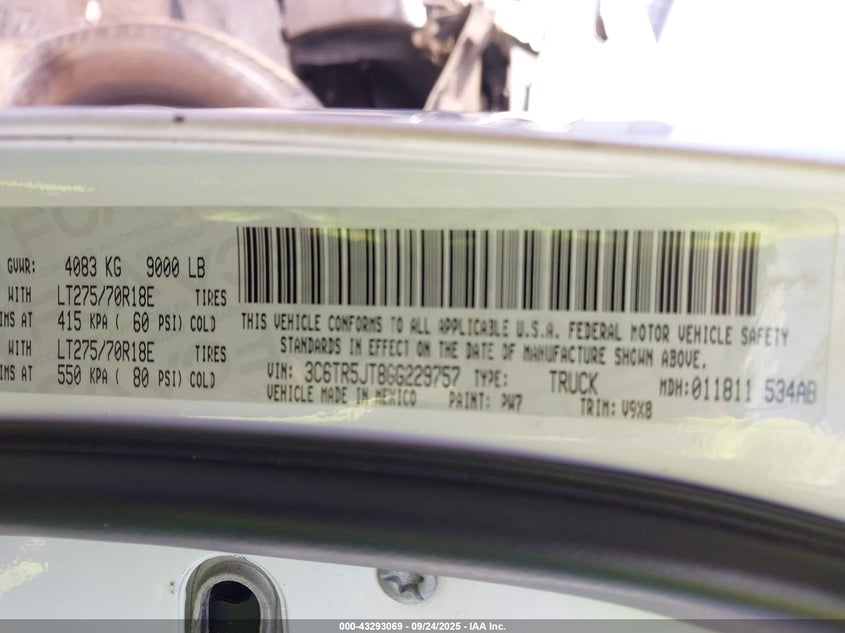 GVWR: 4083 KG 9000 LB
WITH LT275/70R18E TIRES
IMS AT 415 KPA ( 60 PSI) COLD
WITH LT275/70R18E TIRES
IMS AT 550 KPA ( 80 PSI) COLD
THIS VEHICLE CONFORMS TO ALL APPLICABLE U.S.A. FEDERAL MOTOR VEHICLE SAFETY
STANDARDS IN EFFECT ON THE DATE OF MANUFACTURE SHOWN ABOVE.
VIN: 3C6TR5JT8GG229757 TYPE: TRUCK MDH:011811 534AB
VEHICLE MADE IN MEXICO PAINT: PW7 TRIM: V9X8
000-43293069 - 09/24/2025 - IAA Inc.